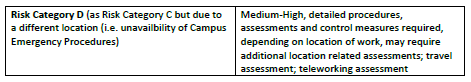 Risk Category D (as Risk Category C but due to
a different location (i.e. unavailbility of Campus
Emergency Procedures)
Medium-High, detailed procedures,
assessments and control measures required,
depending on location of work, may require
additional location related assessments; travel
assessment; teleworking assessment